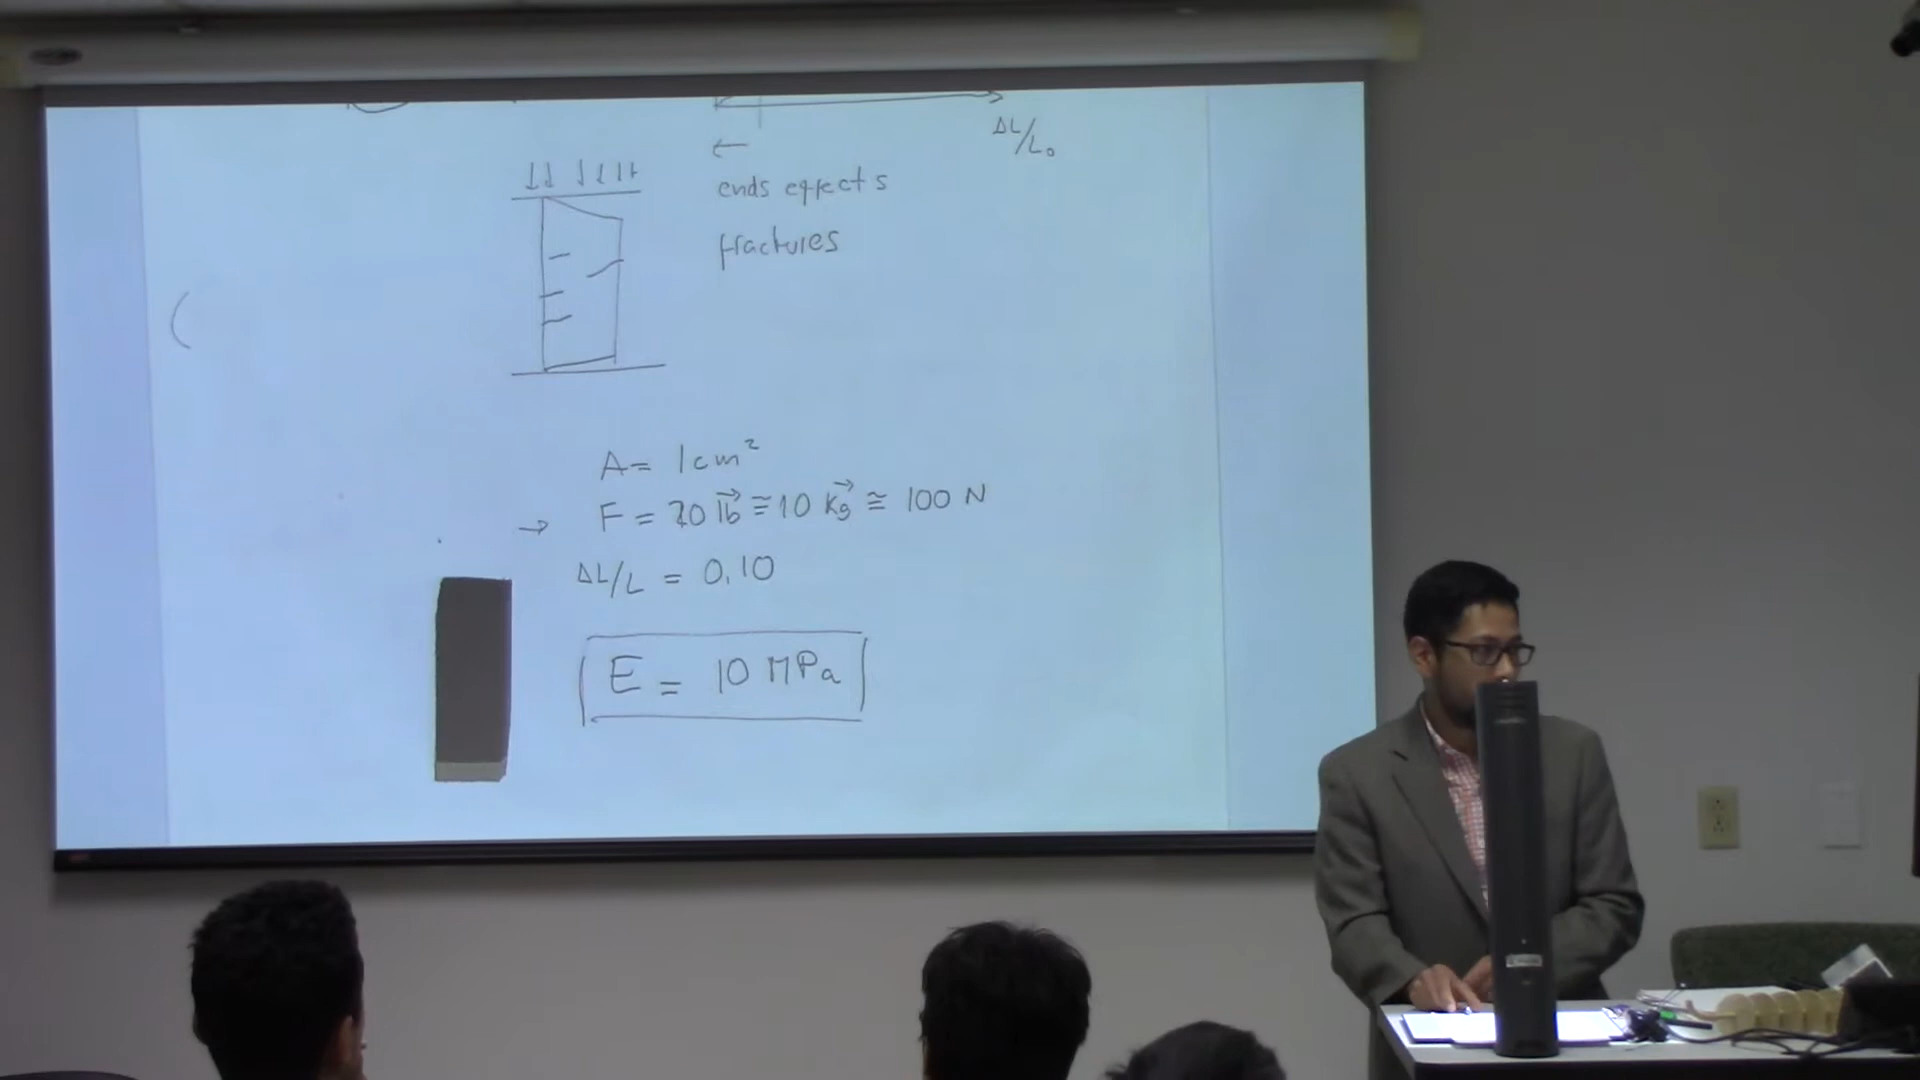 ΔL/L₀
ends effects
fractures
A = 1cm²
→ F = 20 lb ≅ 10 kg ≅ 100 N
ΔL/L = 0,10
E = 10 MPa